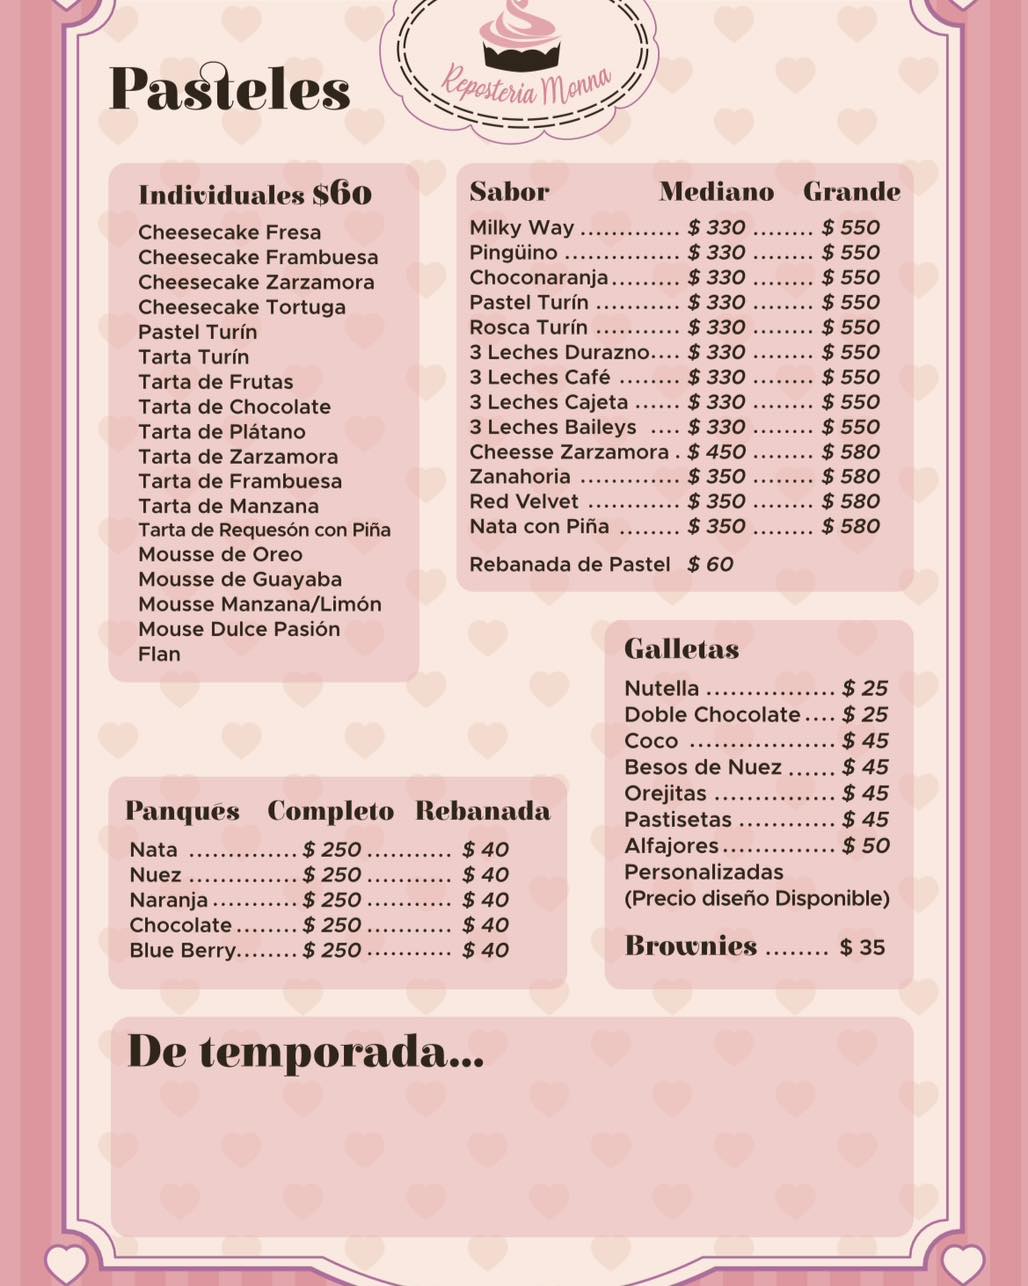 Reposteria Monna
Pasteles
Individuales $60
Cheesecake Fresa
Cheesecake Frambuesa
Cheesecake Zarzamora
Cheesecake Tortuga
Pastel Turín
Tarta Turín
Tarta de Frutas
Tarta de Chocolate
Tarta de Plátano
Tarta de Zarzamora
Tarta de Frambuesa
Tarta de Manzana
Tarta de Requesón con Piña
Mousse de Oreo
Mousse de Guayaba
Mousse Manzana/Limón
Mouse Dulce Pasión
Flan
Sabor Mediano Grande
Milky Way ............. $ 330 ........ $ 550
Pingüino ............... $ 330 ........ $ 550
Choconaranja......... $ 330 ........ $ 550
Pastel Turín ........... $ 330 ........ $ 550
Rosca Turín ........... $ 330 ........ $ 550
3 Leches Durazno.... $ 330 ........ $ 550
3 Leches Café ........ $ 330 ........ $ 550
3 Leches Cajeta ...... $ 330 ........ $ 550
3 Leches Baileys .... $ 330 ........ $ 550
Cheesse Zarzamora . $ 450 ........ $ 580
Zanahoria ............. $ 350 ........ $ 580
Red Velvet ............ $ 350 ........ $ 580
Nata con Piña ........ $ 350 ........ $ 580
Rebanada de Pastel $ 60
Galletas
Nutella ................ $ 25
Doble Chocolate.... $ 25
Coco .................. $ 45
Besos de Nuez ...... $ 45
Orejitas ............... $ 45
Pastisetas ............ $ 45
Alfajores.............. $ 50
Personalizadas
(Precio diseño Disponible)
Brownies ........ $ 35
Panqués Completo Rebanada
Nata .............. $ 250 ........... $ 40
Nuez .............. $ 250 ........... $ 40
Naranja........... $ 250 ........... $ 40
Chocolate ........ $ 250 ........... $ 40
Blue Berry........ $ 250 ........... $ 40
De temporada...